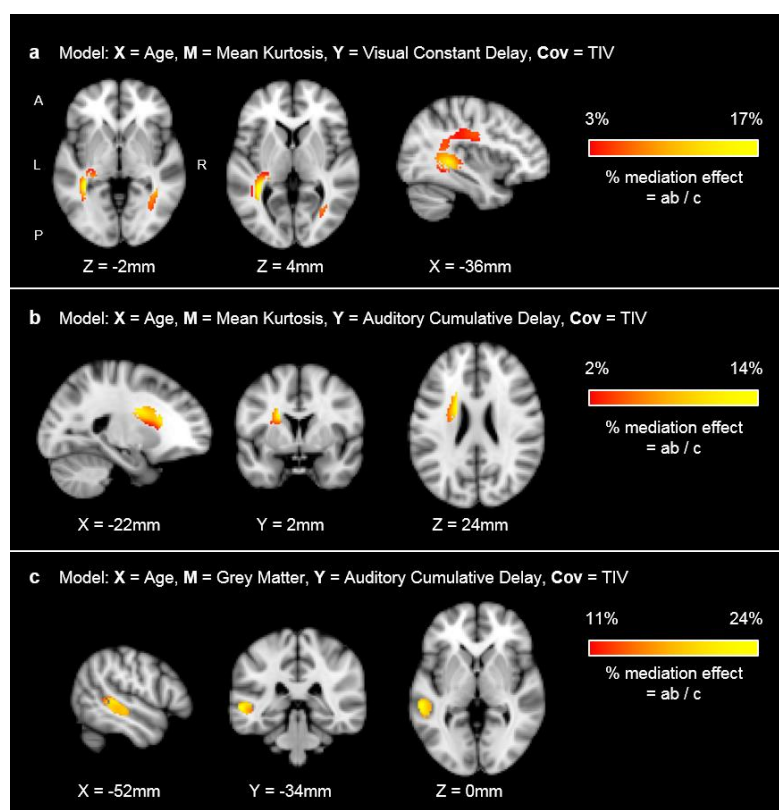 a Model: X = Age, M = Mean Kurtosis, Y = Visual Constant Delay, Cov = TIV
A
L
R
P
3% 17%
% mediation effect
= ab / c
Z = -2mm Z = 4mm X = -36mm
b Model: X = Age, M = Mean Kurtosis, Y = Auditory Cumulative Delay, Cov = TIV
2% 14%
% mediation effect
= ab / c
X = -22mm Y = 2mm Z = 24mm
c Model: X = Age, M = Grey Matter, Y = Auditory Cumulative Delay, Cov = TIV
11% 24%
% mediation effect
= ab / c
X = -52mm Y = -34mm Z = 0mm